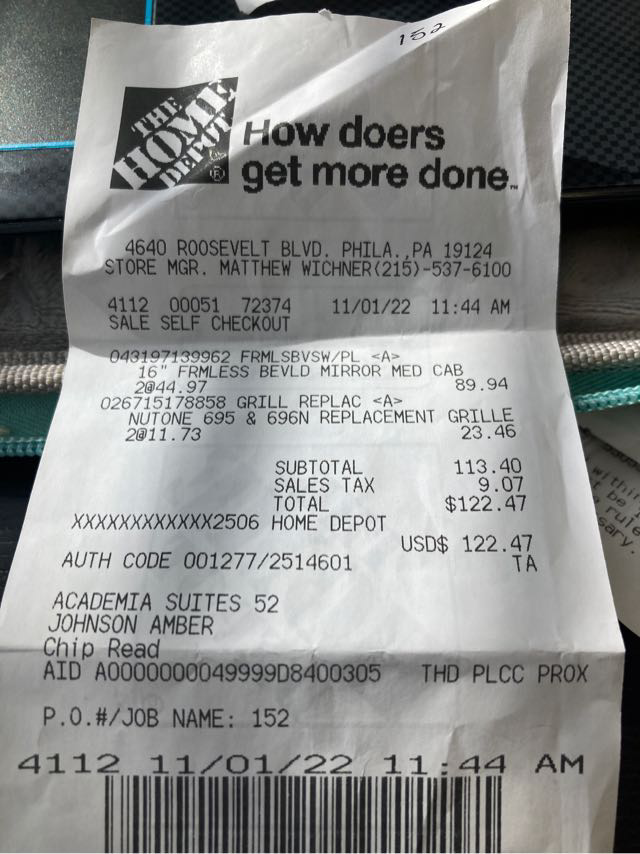 152
THE HOME DEPOT ®
How doers
get more done.™
4640 ROOSEVELT BLVD. PHILA.,PA 19124
STORE MGR. MATTHEW WICHNER(215)-537-6100
4112 00051 72374 11/01/22 11:44 AM
SALE SELF CHECKOUT
043197139962 FRMLSBVSW/PL <A>
16" FRMLESS BEVLD MIRROR MED CAB
2@44.97 89.94
026715178858 GRILL REPLAC <A>
NUTONE 695 & 696N REPLACEMENT GRILLE
2@11.73 23.46
SUBTOTAL 113.40
SALES TAX 9.07
TOTAL $122.47
XXXXXXXXXXXX2506 HOME DEPOT
USD$ 122.47
AUTH CODE 001277/2514601 TA
ACADEMIA SUITES 52
JOHNSON AMBER
Chip Read
AID A0000000049999D8400305 THD PLCC PROX
P.O.#/JOB NAME: 152
4112 11/01/22 11:44 AM